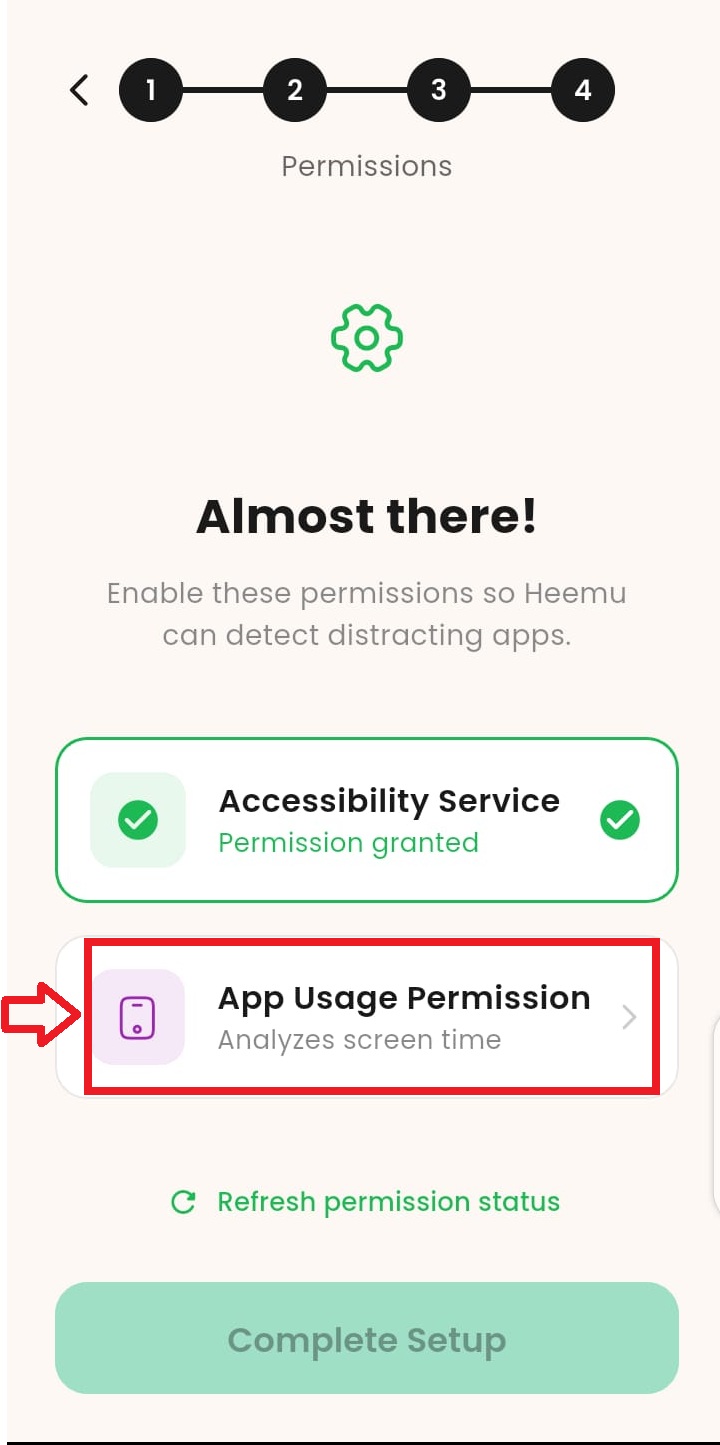 1 2 3 4
Permissions
Almost there!
Enable these permissions so Heemu
can detect distracting apps.
Accessibility Service
Permission granted
App Usage Permission
Analyzes screen time
Refresh permission status
Complete Setup